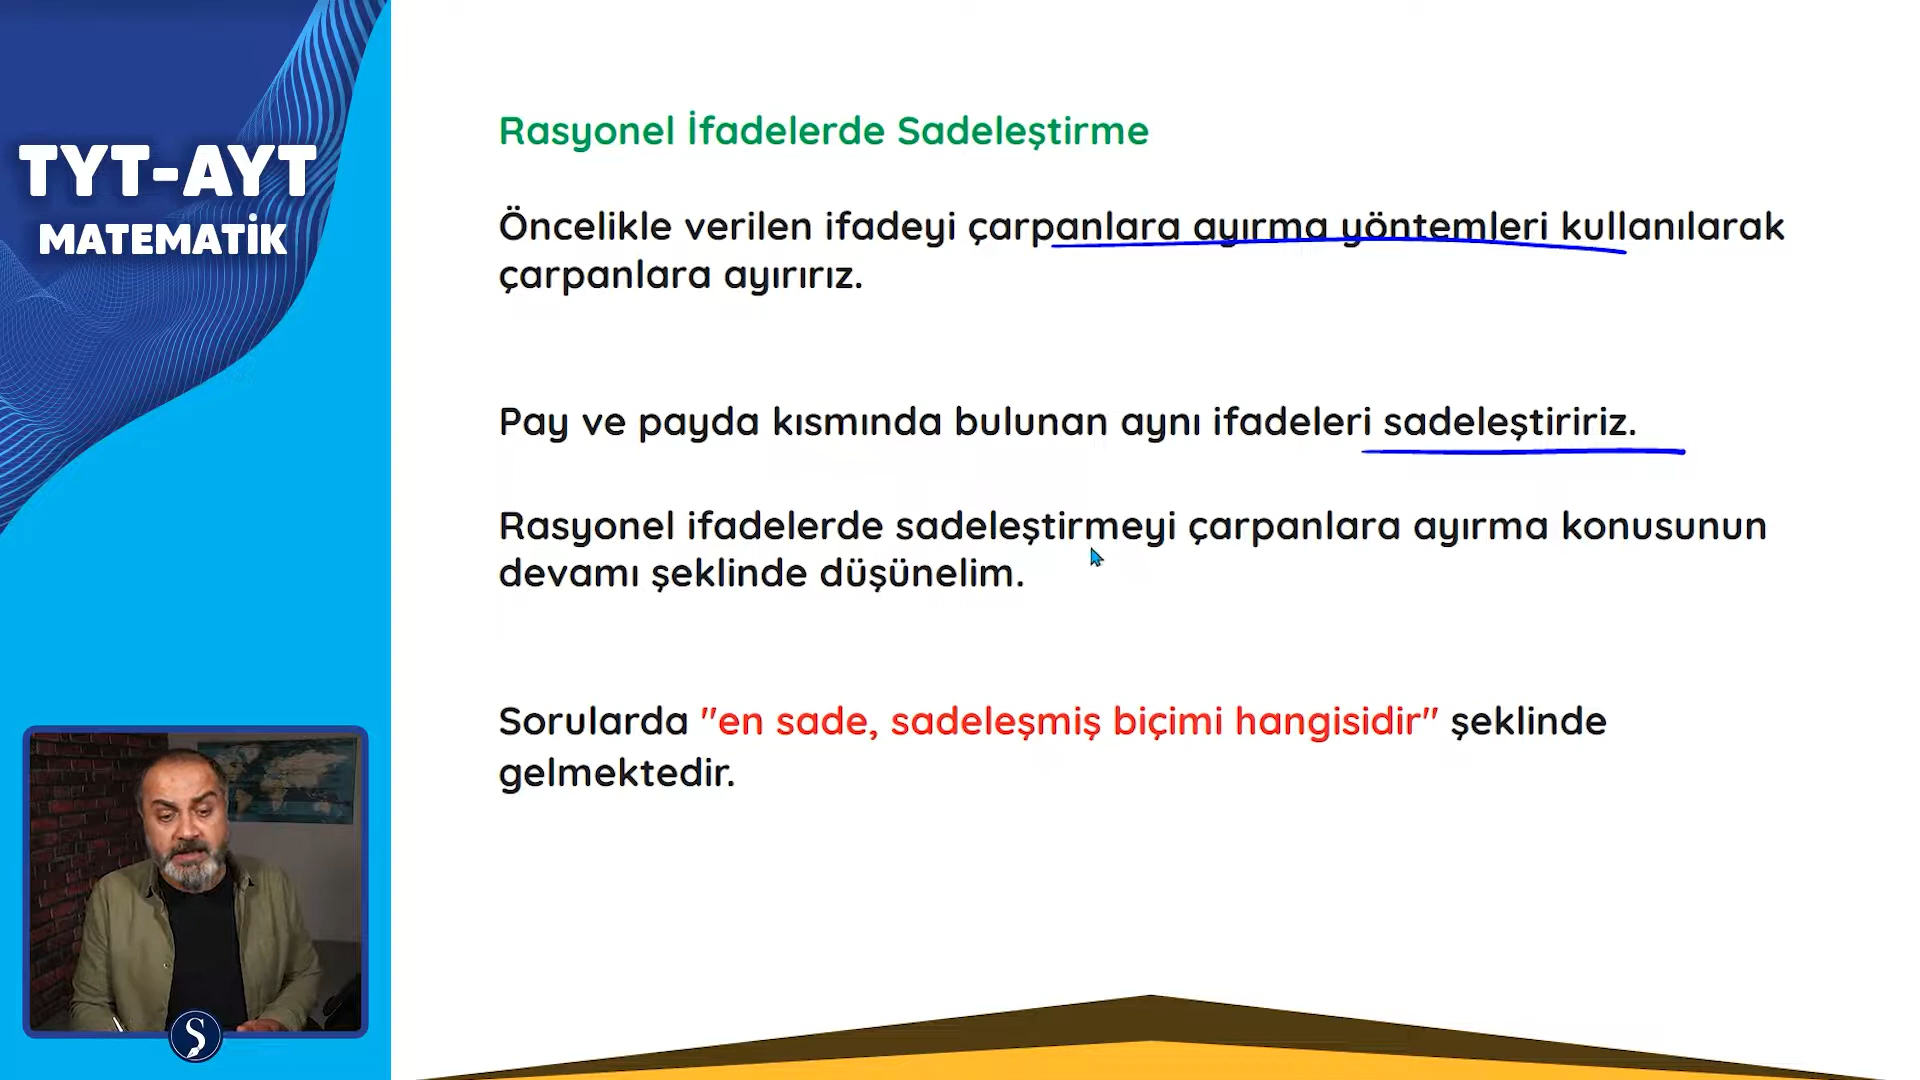 TYT-AYT
MATEMATİK
Rasyonel İfadelerde Sadeleştirme
Öncelikle verilen ifadeyi çarpanlara ayırma yöntemleri kullanılarak
çarpanlara ayırırız.
Pay ve payda kısmında bulunan aynı ifadeleri sadeleştiririz.
Rasyonel ifadelerde sadeleştirmeyi çarpanlara ayırma konusunun
devamı şeklinde düşünelim.
Sorularda "en sade, sadeleşmiş biçimi hangisidir" şeklinde
gelmektedir.
Ş